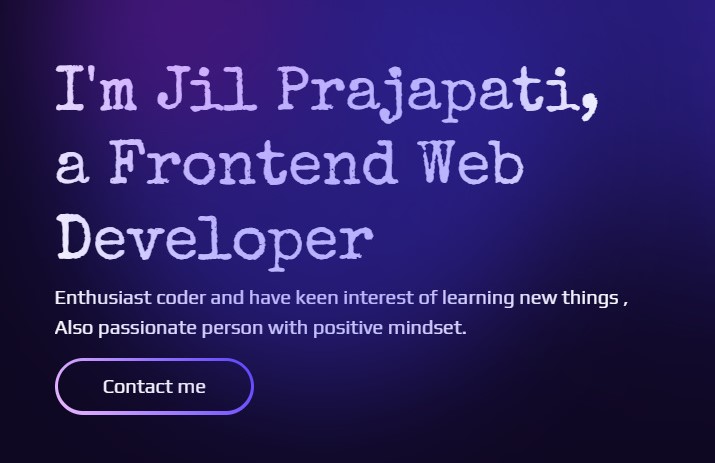 I'm Jil Prajapati,
a Frontend Web
Developer
Enthusiast coder and have keen interest of learning new things ,
Also passionate person with positive mindset.
Contact me